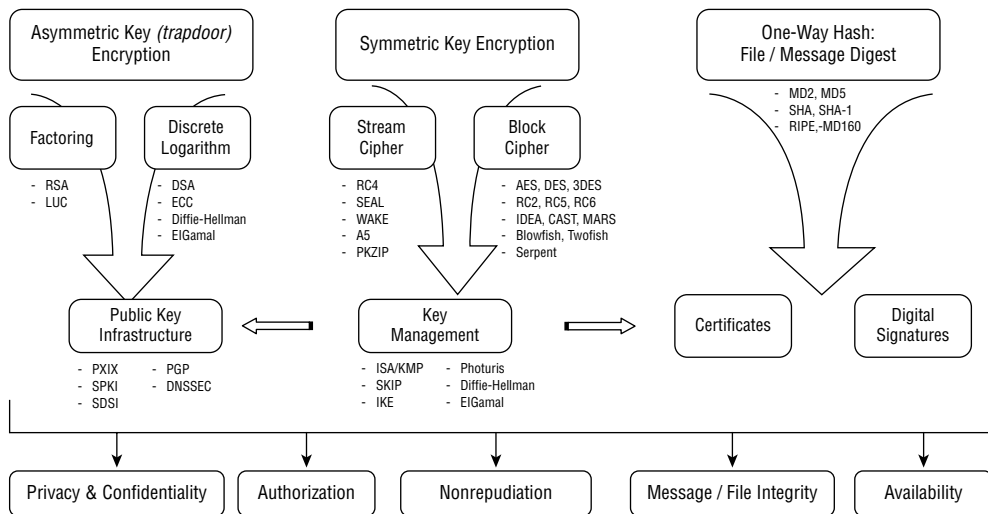 Asymmetric Key (trapdoor)
Encryption
Symmetric Key Encryption
One-Way Hash:
File / Message Digest
- MD2, MD5
- SHA, SHA-1
- RIPE,-MD160
Factoring
Discrete
Logarithm
Stream
Cipher
Block
Cipher
- RSA
- LUC
- DSA
- ECC
- Diffie-Hellman
- ElGamal
- RC4
- SEAL
- WAKE
- A5
- PKZIP
- AES, DES, 3DES
- RC2, RC5, RC6
- IDEA, CAST, MARS
- Blowfish, Twofish
- Serpent
Public Key
Infrastructure
Key
Management
Certificates
Digital
Signatures
- PXIX
- SPKI
- SDSI
- PGP
- DNSSEC
- ISA/KMP
- SKIP
- IKE
- Photuris
- Diffie-Hellman
- ElGamal
Privacy & Confidentiality
Authorization
Nonrepudiation
Message / File Integrity
Availability